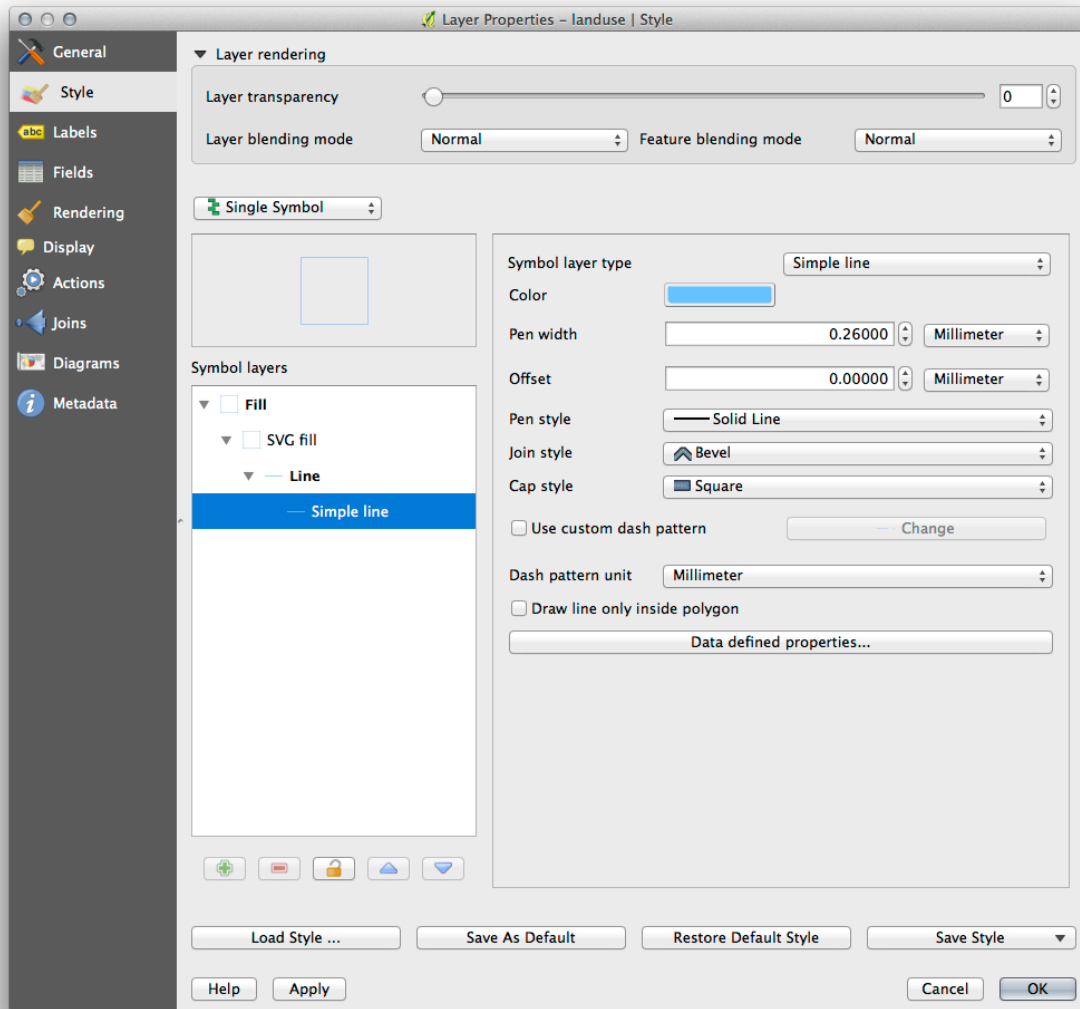 Layer Properties – landuse | Style
General
Style
abc Labels
Fields
Rendering
Display
Actions
Joins
Diagrams
i Metadata
Layer rendering
Layer transparency 0
Layer blending mode Normal Feature blending mode Normal
Single Symbol
Symbol layers
Fill
SVG fill
Line
Simple line
Symbol layer type Simple line
Color
Pen width 0.26000 Millimeter
Offset 0.00000 Millimeter
Pen style Solid Line
Join style Bevel
Cap style Square
Use custom dash pattern Change
Dash pattern unit Millimeter
Draw line only inside polygon
Data defined properties...
Load Style ... Save As Default Restore Default Style Save Style
Help Apply Cancel OK